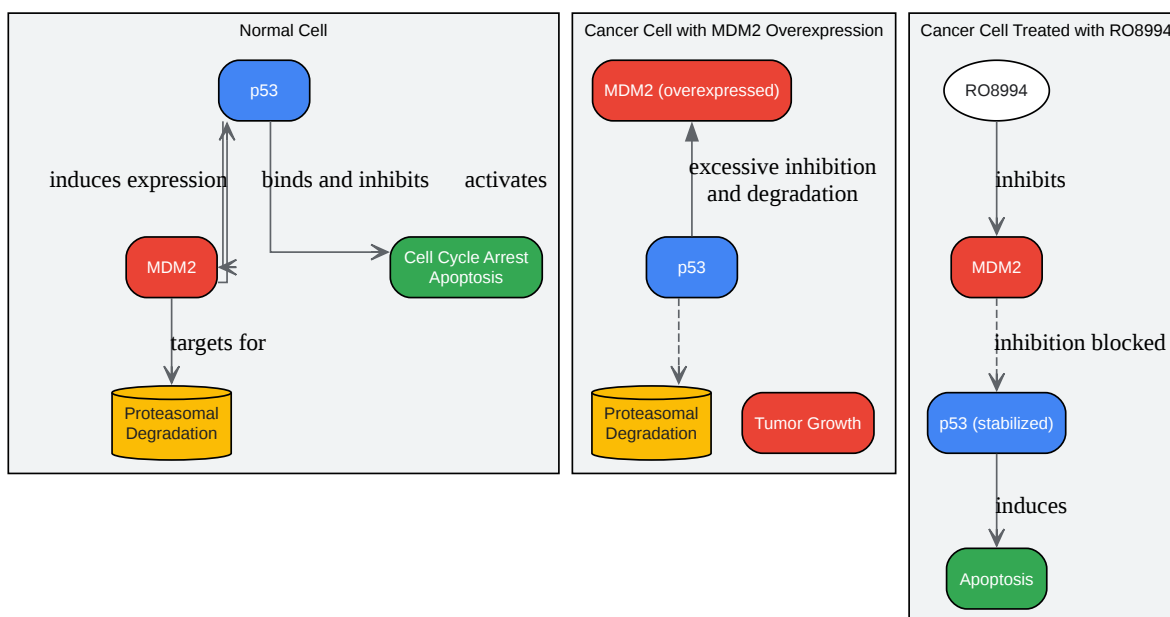 Normal Cell
p53
induces expression
binds and inhibits
activates
MDM2
Cell Cycle Arrest
Apoptosis
targets for
Proteasomal
Degradation
Cancer Cell with MDM2 Overexpression
MDM2 (overexpressed)
excessive inhibition
and degradation
p53
Proteasomal
Degradation
Tumor Growth
Cancer Cell Treated with RO8994
RO8994
inhibits
MDM2
inhibition blocked
p53 (stabilized)
induces
Apoptosis